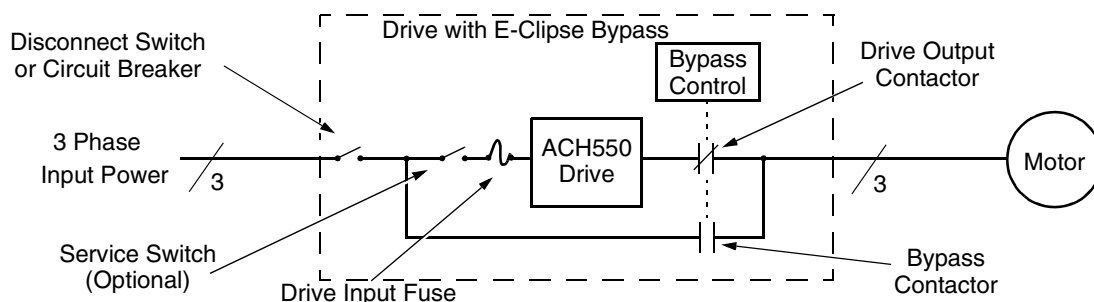 Drive with E-Clipse Bypass
Disconnect Switch
or Circuit Breaker
Bypass
Control
Drive Output
Contactor
3 Phase
Input Power
3
ACH550
Drive
3
Motor
Service Switch
(Optional)
Drive Input Fuse
Bypass
Contactor